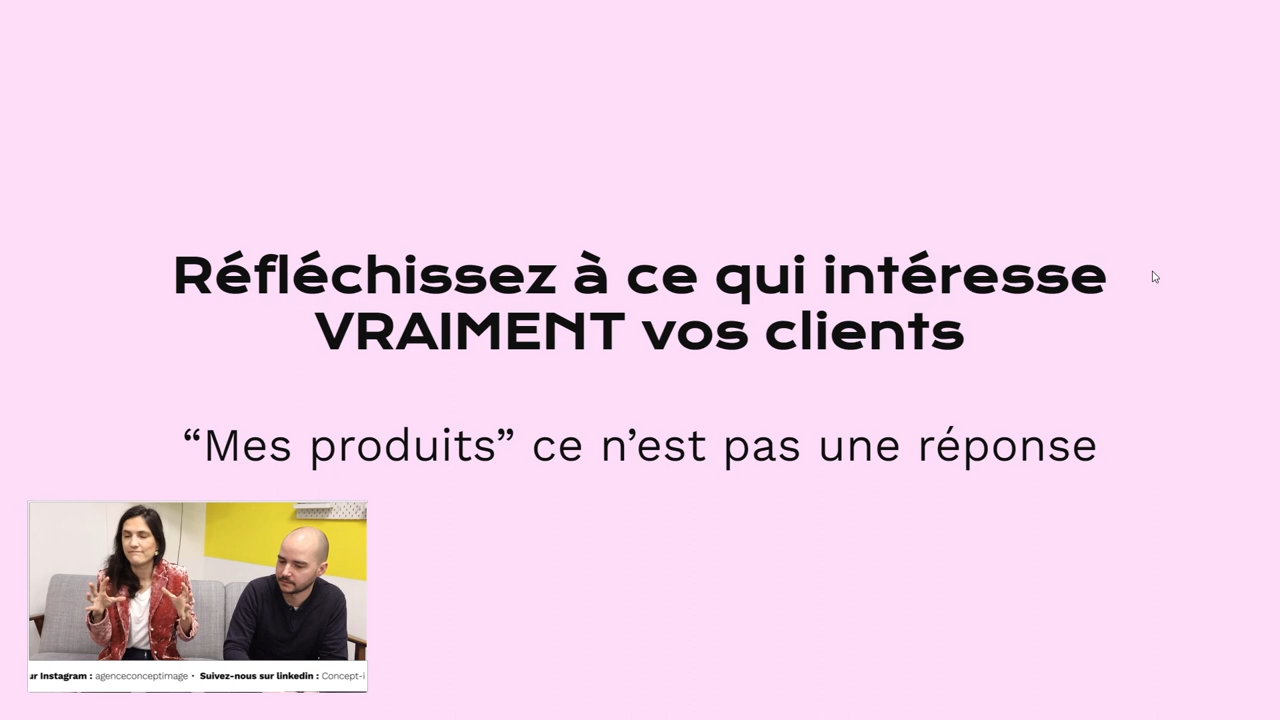 Réfléchissez à ce qui intéresse
VRAIMENT vos clients
“Mes produits” ce n’est pas une réponse
ur Instagram : agenceconceptimage • Suivez-nous sur linkedin : Concept-i